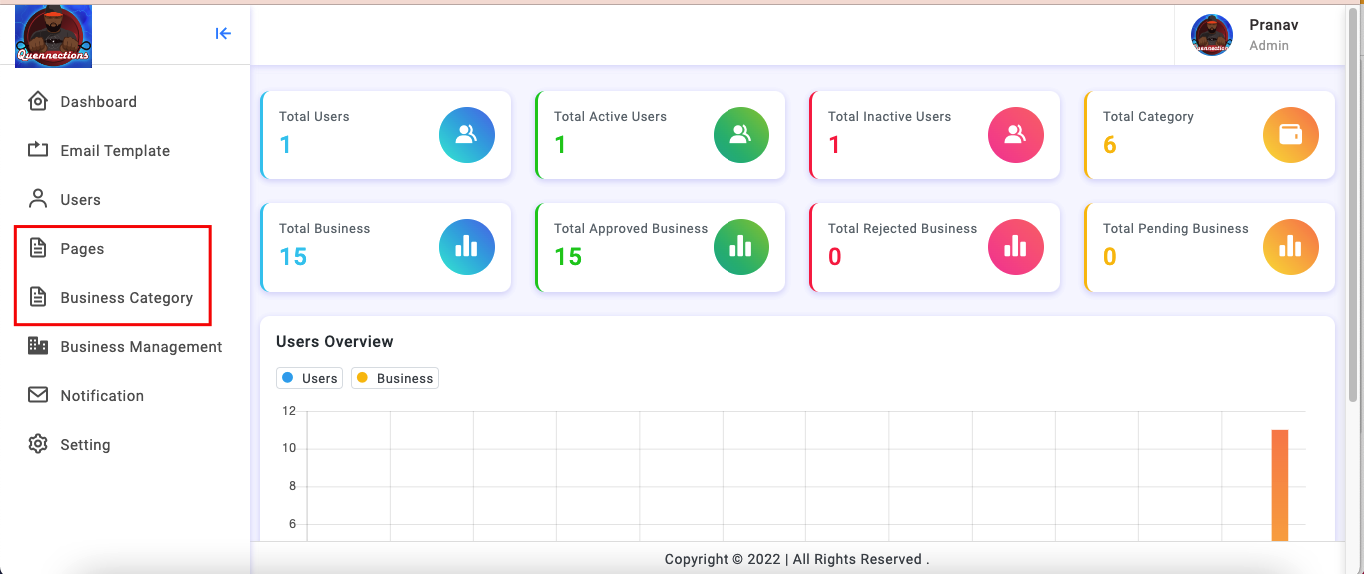 Quennections
Pranav
Admin
Dashboard
Email Template
Users
Pages
Business Category
Business Management
Notification
Setting
Total Users
1
Total Active Users
1
Total Inactive Users
1
Total Category
6
Total Business
15
Total Approved Business
15
Total Rejected Business
0
Total Pending Business
0
Users Overview
Users
Business
12
10
8
6
Copyright © 2022 | All Rights Reserved .